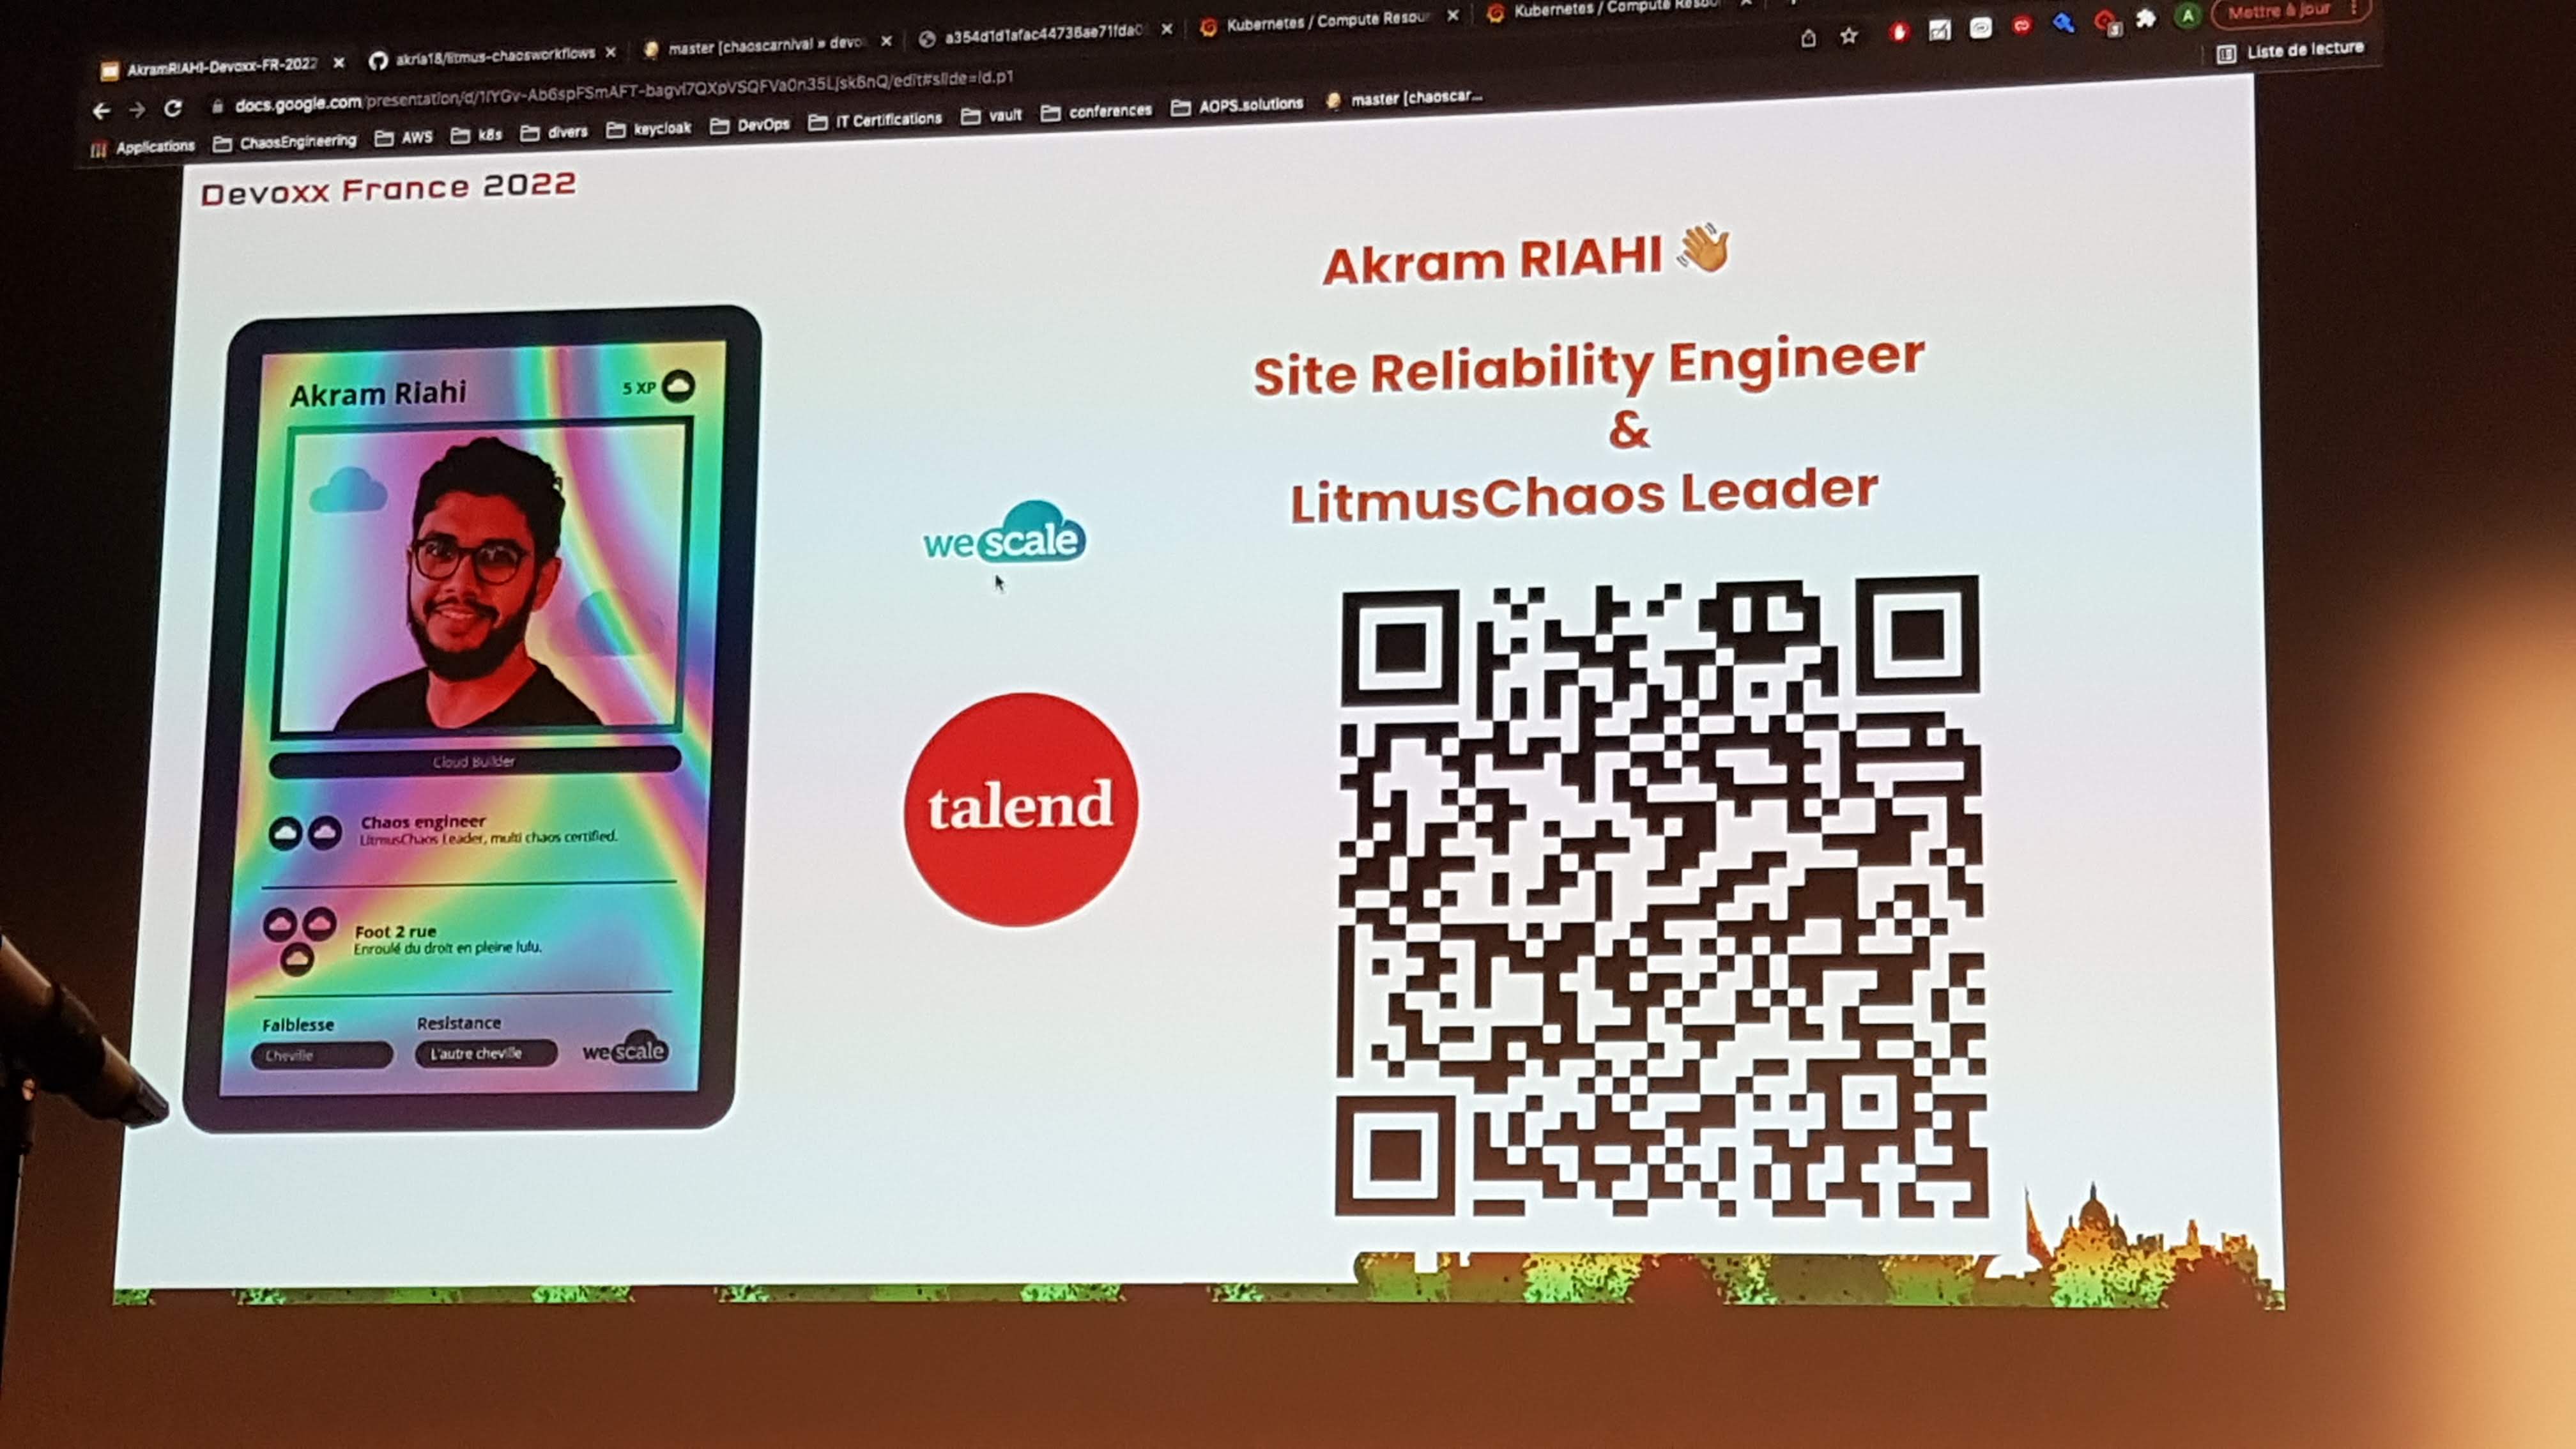 AkramRIAHI-Devoxx-FR-2022
akria18/litmus-chaosworkflows
master [chaoscarnival » devo
Kubernetes / Compute Resour
Kubernetes / Compute Resou
Mettre à jour
docs.google.com/presentation/d/
/edit#slide=id.p1
Liste de lecture
Applications
ChaosEngineering
AWS
k8s
divers
keycloak
DevOps
IT Certifications
vault
conferences
AOPS.solutions
master [chaoscar...
Devoxx France 2022
Akram RIAHI 👋
Site Reliability Engineer
&
LitmusChaos Leader
Akram Riahi
5 XP
Cloud Builder
Chaos engineer
LitmusChaos Leader, multi chaos certified.
Foot 2 rue
Enroulé du droit en pleine lulu.
Faiblesse
Resistance
Cheville
L'autre cheville
wescale
wescale
talend